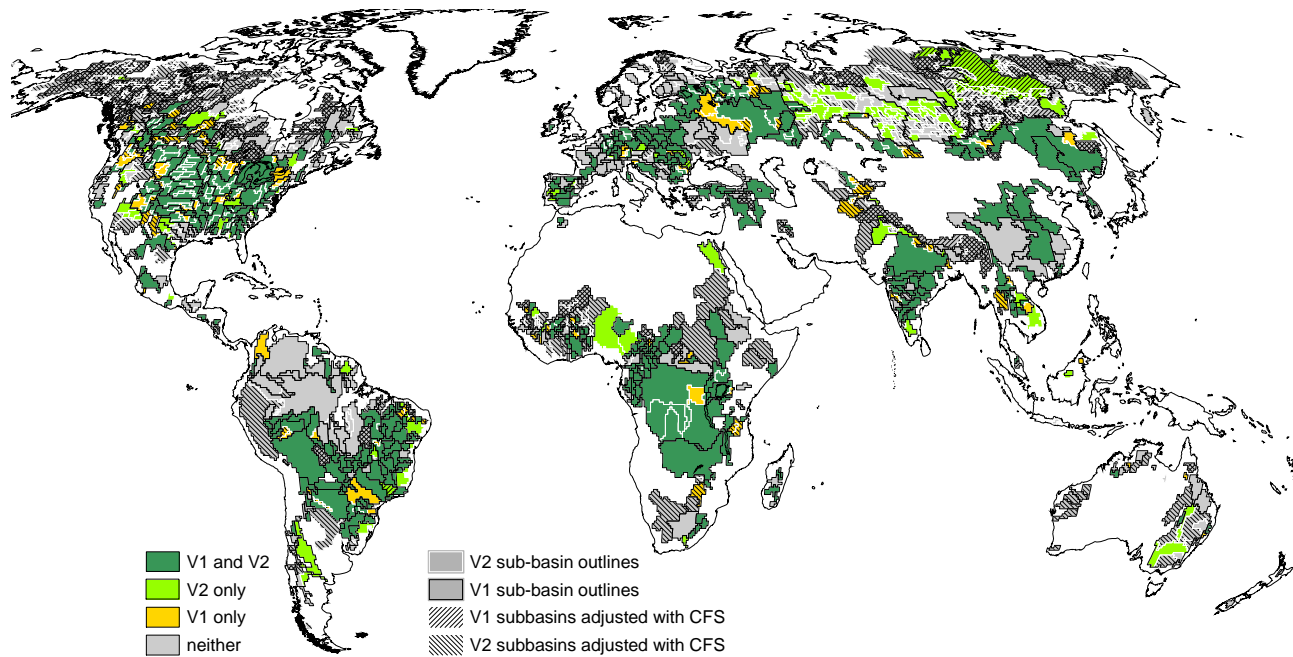 V1 and V2
V2 only
V1 only
neither
V2 sub-basin outlines
V1 sub-basin outlines
V1 subbasins adjusted with CFS
V2 subbasins adjusted with CFS